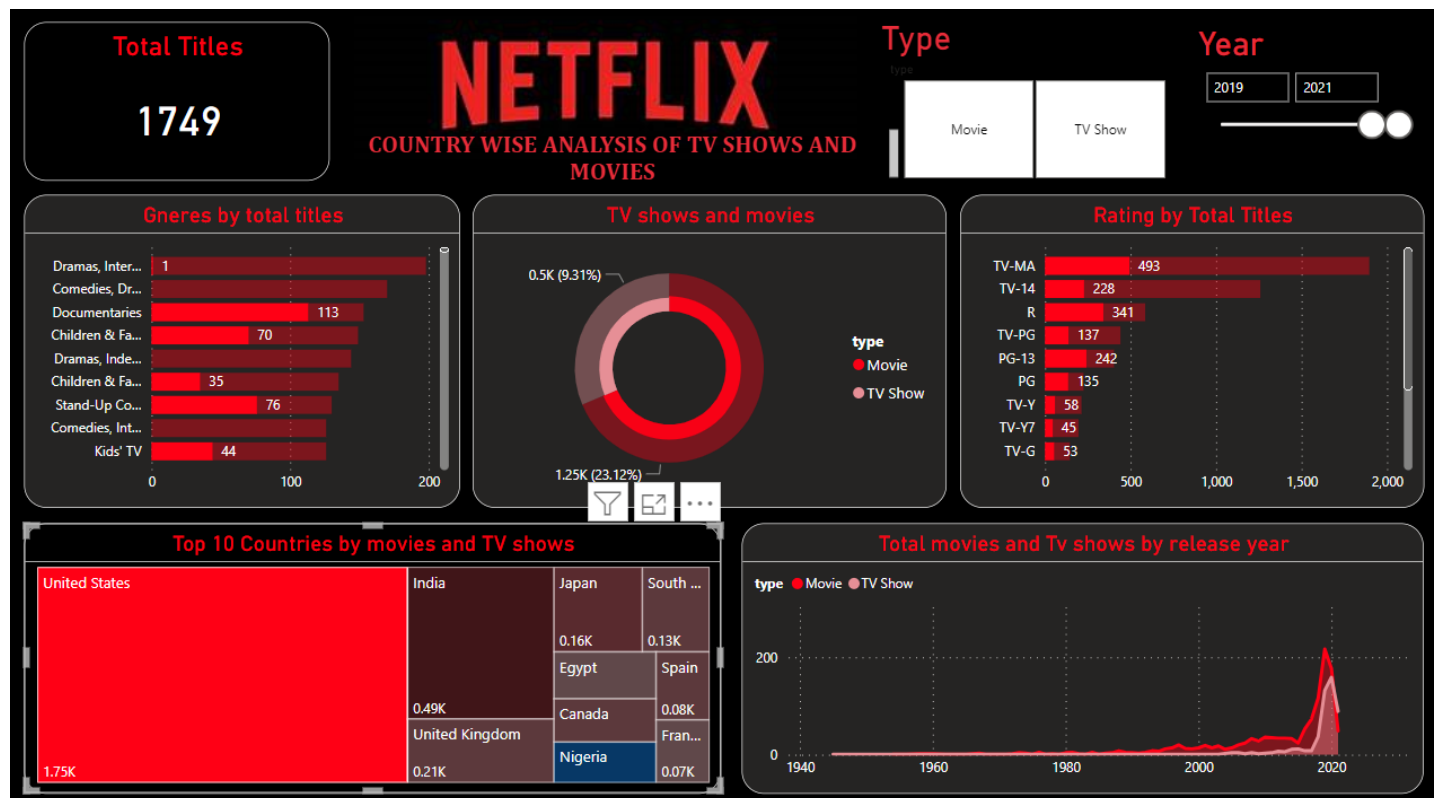 Total Titles
1749
NETFLIX
COUNTRY WISE ANALYSIS OF TV SHOWS AND
MOVIES
Type
Type
Movie
TV Show
Year
2019
2021
Gneres by total titles
Dramas, Inter...
1
Comedies, Dr...
Documentaries
113
Children & Fa...
70
Dramas, Inde...
Children & Fa...
35
Stand-Up Co...
76
Comedies, Int...
Kids' TV
44
0
100
200
TV shows and movies
0.5K (9.31%)
1.25K (23.12%)
type
Movie
TV Show
Rating by Total Titles
TV-MA
493
TV-14
228
R
341
TV-PG
137
PG-13
242
PG
135
TV-Y
58
TV-Y7
45
TV-G
53
0
500
1,000
1,500
2,000
Top 10 Countries by movies and TV shows
United States
1.75K
India
0.49K
United Kingdom
0.21K
Japan
0.16K
South ...
0.13K
Egypt
Canada
Nigeria
Spain
0.08K
Fran...
0.07K
Total movies and Tv shows by release year
type
Movie
TV Show
200
0
1940
1960
1980
2000
2020